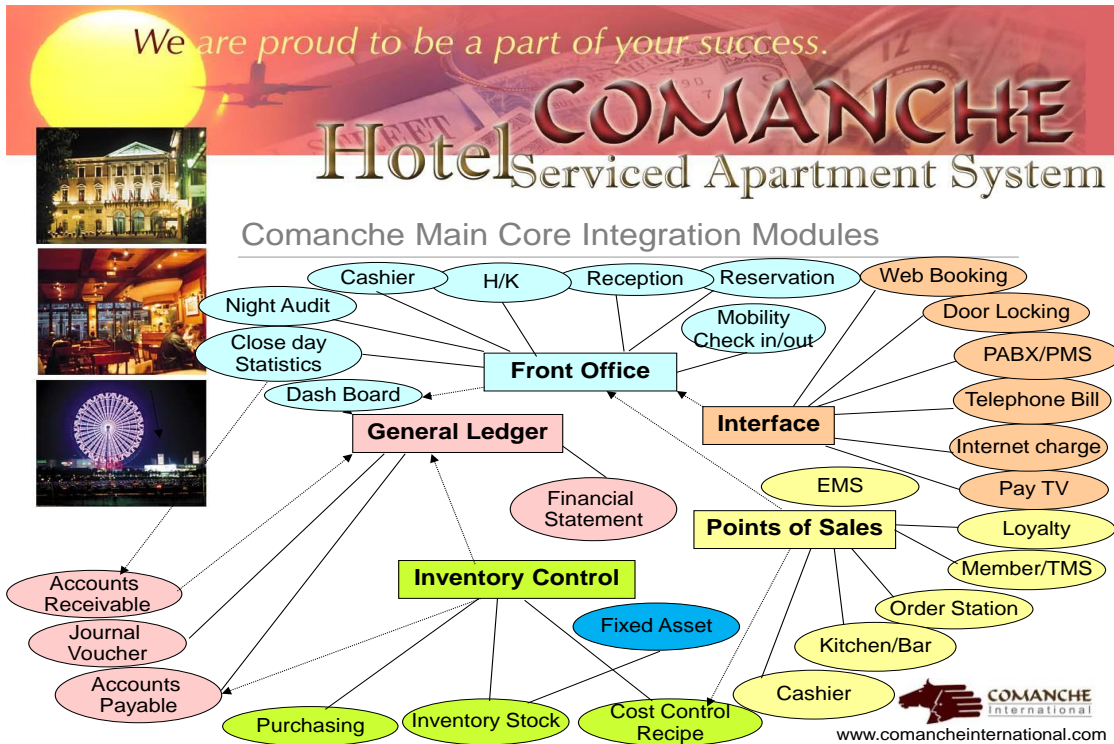 We are proud to be a part of your success.
COMANCHE
Hotel Serviced Apartment System
Comanche Main Core Integration Modules
Cashier
H/K
Reception
Reservation
Web Booking
Night Audit
Mobility
Check in/out
Door Locking
Close day
Statistics
Front Office
PABX/PMS
Dash Board
Telephone Bill
General Ledger
Interface
Internet charge
EMS
Pay TV
Financial
Statement
Points of Sales
Loyalty
Member/TMS
Accounts
Receivable
Inventory Control
Order Station
Journal
Voucher
Fixed Asset
Kitchen/Bar
Accounts
Payable
Cashier
Purchasing
Inventory Stock
Cost Control
Recipe
COMANCHE
International
www.comancheinternational.com